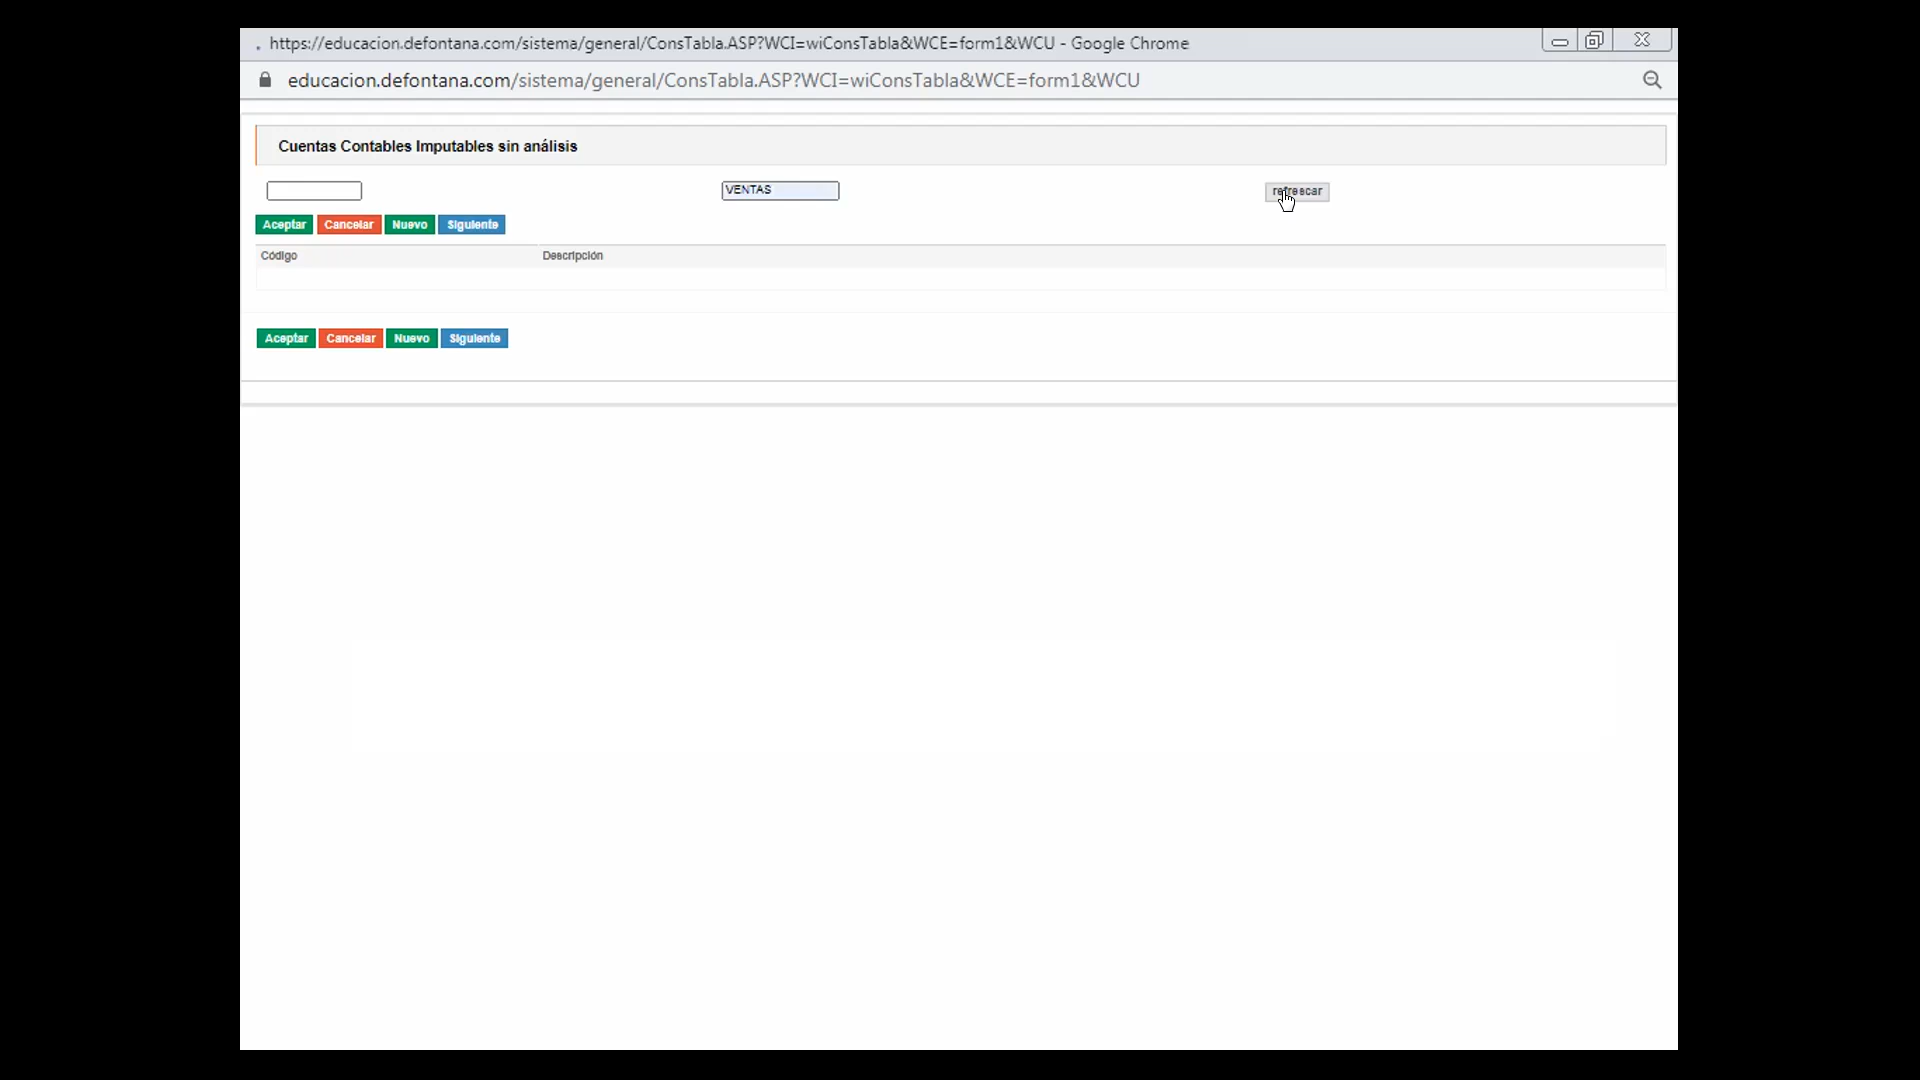 https://educacion.defontana.com/sistema/general/ConsTabla.ASP?WCI=wiConsTabla&WCE=form1&WCU - Google Chrome
educacion.defontana.com/sistema/general/ConsTabla.ASP?WCI=wiConsTabla&WCE=form1&WCU
Cuentas Contables Imputables sin análisis
VENTAS refrescar
Aceptar Cancelar Nuevo Siguiente
Código Descripción
Aceptar Cancelar Nuevo Siguiente